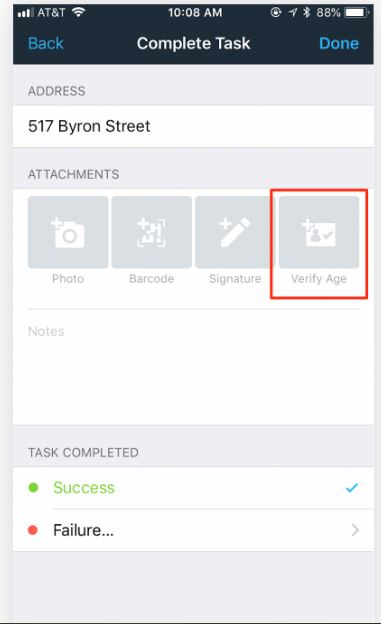 AT&T 10:08 AM 88%
Back Complete Task Done
ADDRESS
517 Byron Street
ATTACHMENTS
Photo Barcode Signature Verify Age
Notes
TASK COMPLETED
Success
Failure...